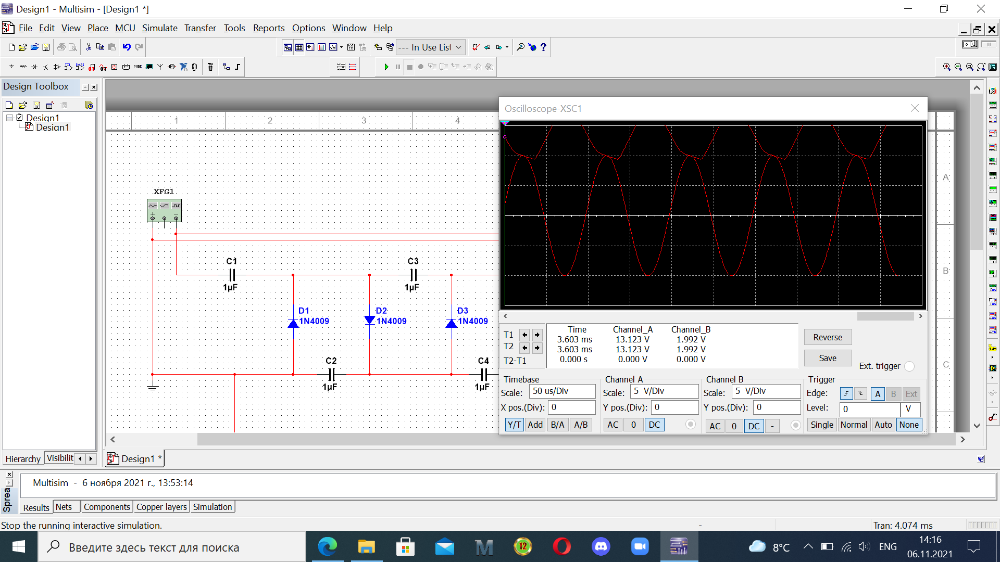 Design1 - Multisim - [Design1 *]
File Edit View Place MCU Simulate Transfer Tools Reports Options Window Help
--- In Use List
MISC
Design Toolbox
Design1
Design1
1 2 3 4
A
B
C
XFG1
C1
1µF
C3
1µF
D1
1N4009
D2
1N4009
D3
1N4009
C2
1µF
C4
1µF
Oscilloscope-XSC1
Time Channel_A Channel_B
T1 3.603 ms 13.123 V 1.992 V
T2 3.603 ms 13.123 V 1.992 V
T2-T1 0.000 s 0.000 V 0.000 V
Reverse
Save
Ext. trigger
Timebase Channel A Channel B Trigger
Scale: 50 us/Div Scale: 5 V/Div Scale: 5 V/Div Edge: A B Ext
X pos.(Div): 0 Y pos.(Div): 0 Y pos.(Div): 0 Level: 0 V
Y/T Add B/A A/B AC 0 DC AC 0 DC - Single Normal Auto None
Hierarchy Visibilit
Design1 *
Sprea
Multisim - 6 ноября 2021 г., 13:53:14
Results Nets Components Copper layers Simulation
Stop the running interactive simulation. - Tran: 4.074 ms
Введите здесь текст для поиска
12
8°C
ENG
14:16
06.11.2021